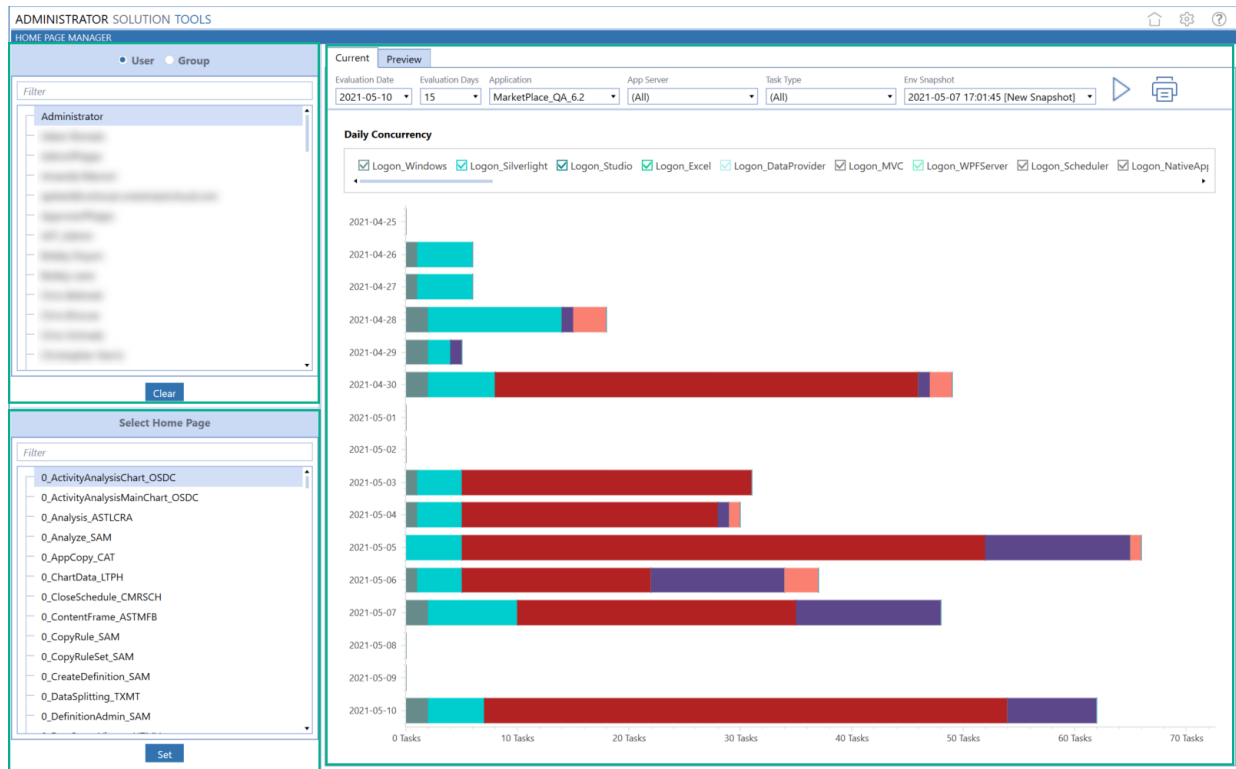 ADMINISTRATOR SOLUTION TOOLS
HOME PAGE MANAGER
User Group
Filter
Administrator
Clear
Select Home Page
Filter
0_ActivityAnalysisChart_OSDC
0_ActivityAnalysisMainChart_OSDC
0_Analysis_ASTLCRA
0_Analyze_SAM
0_AppCopy_CAT
0_ChartData_LTPH
0_CloseSchedule_CMRSCH
0_ContentFrame_ASTMFB
0_CopyRule_SAM
0_CopyRuleSet_SAM
0_CreateDefinition_SAM
0_DataSplitting_TXMT
0_DefinitionAdmin_SAM
Set
Current Preview
Evaluation Date Evaluation Days Application App Server Task Type Env Snapshot
2021-05-10 15 MarketPlace_QA_6.2 (All) (All) 2021-05-07 17:01:45 [New Snapshot]
Daily Concurrency
Logon_Windows Logon_Silverlight Logon_Studio Logon_Excel Logon_DataProvider Logon_MVC Logon_WPFServer Logon_Scheduler Logon_NativeAp
2021-04-25
2021-04-26
2021-04-27
2021-04-28
2021-04-29
2021-04-30
2021-05-01
2021-05-02
2021-05-03
2021-05-04
2021-05-05
2021-05-06
2021-05-07
2021-05-08
2021-05-09
2021-05-10
0 Tasks 10 Tasks 20 Tasks 30 Tasks 40 Tasks 50 Tasks 60 Tasks 70 Tasks